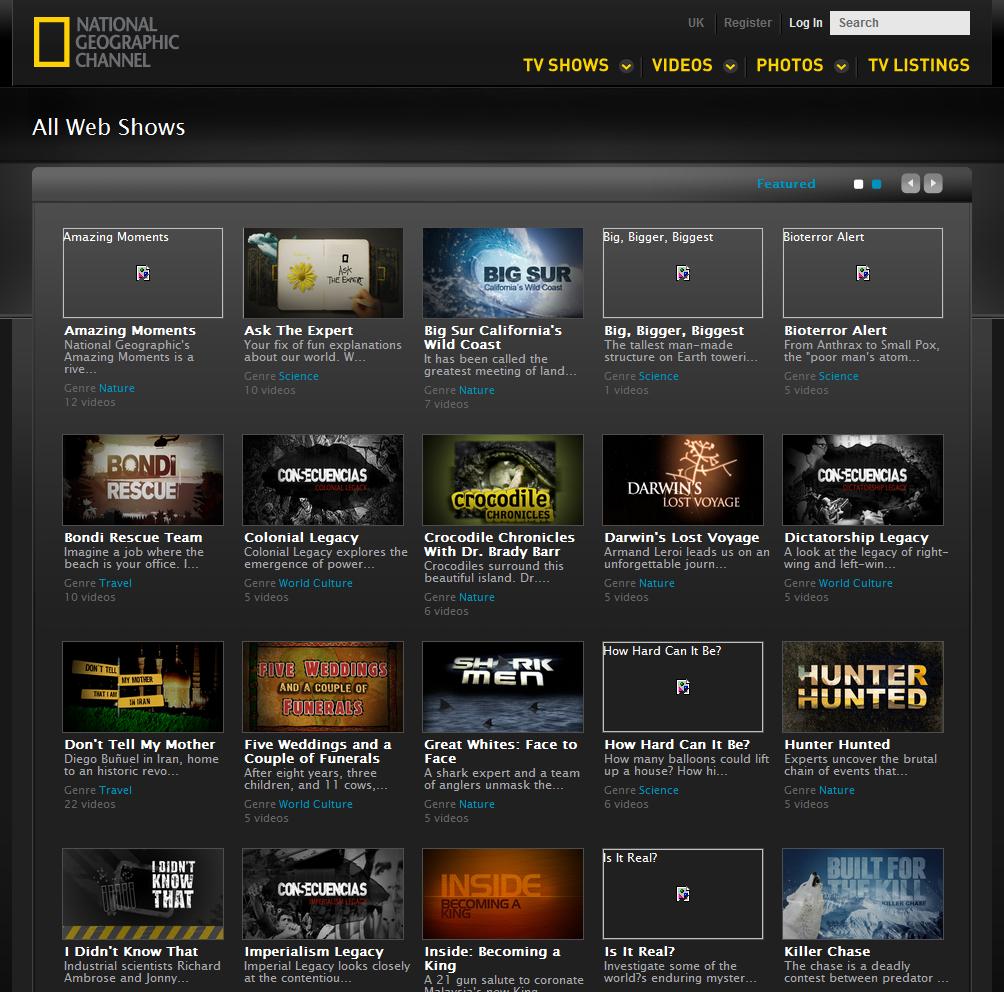 NATIONAL
GEOGRAPHIC
CHANNEL
UK Register Log In Search
TV SHOWS VIDEOS PHOTOS TV LISTINGS
All Web Shows
Featured
Amazing Moments
Amazing Moments
National Geographic's
Amazing Moments is a
rive...
Genre Nature
12 videos
ASK
THE EXPERT
Ask The Expert
Your fix of fun explanations
about our world. W...
Genre Science
10 videos
BIG SUR
California's Wild Coast
Big Sur California's
Wild Coast
It has been called the
greatest meeting of land...
Genre Nature
7 videos
Big, Bigger, Biggest
Big, Bigger, Biggest
The tallest man-made
structure on Earth toweri...
Genre Science
1 videos
Bioterror Alert
Bioterror Alert
From Anthrax to Small Pox,
the "poor man's atom...
Genre Science
5 videos
BONDI
RESCUE
Bondi Rescue Team
Imagine a job where the
beach is your office. I...
Genre Travel
10 videos
CONSECUENCIAS
COLONIAL LEGACY
Colonial Legacy
Colonial Legacy explores the
emergence of power...
Genre World Culture
5 videos
crocodile
CHRONICLES
Crocodile Chronicles
With Dr. Brady Barr
Crocodiles surround this
beautiful island. Dr....
Genre Nature
6 videos
DARWIN'S
LOST VOYAGE
Darwin's Lost Voyage
Armand Leroi leads us on an
unforgettable journ...
Genre Nature
5 videos
CONSECUENCIAS
DICTATORSHIP LEGACY
Dictatorship Legacy
A look at the legacy of right-
wing and left-win...
Genre World Culture
5 videos
DON'T TELL
MY MOTHER
THAT I AM
IN IRAN
Don't Tell My Mother
Diego Buñuel in Iran, home
to an historic revo...
Genre Travel
22 videos
FIVE WEDDINGS
AND A COUPLE OF
FUNERALS
Five Weddings and a
Couple of Funerals
After eight years, three
children, and 11 cows,...
Genre World Culture
5 videos
SHARK
MEN
Great Whites: Face to
Face
A shark expert and a team
of anglers unmask the...
Genre Nature
5 videos
How Hard Can It Be?
How Hard Can It Be?
How many balloons could lift
up a house? How hi...
Genre Science
6 videos
HUNTER
HUNTED
Hunter Hunted
Experts uncover the brutal
chain of events that...
Genre Nature
5 videos
I DIDN'T
KNOW
THAT
I Didn't Know That
Industrial scientists Richard
Ambrose and Jonny...
CONSECUENCIAS
IMPERIALISM LEGACY
Imperialism Legacy
Imperial Legacy looks closely
at the contentiou...
INSIDE
BECOMING A
KING
Inside: Becoming a
King
A 21 gun salute to coronate
Malaysia's new King
Is It Real?
Is It Real?
Investigate some of the
world?s enduring myster...
BUILT FOR
THE KILL
KILLER CHASE
Killer Chase
The chase is a deadly
contest between predator ...